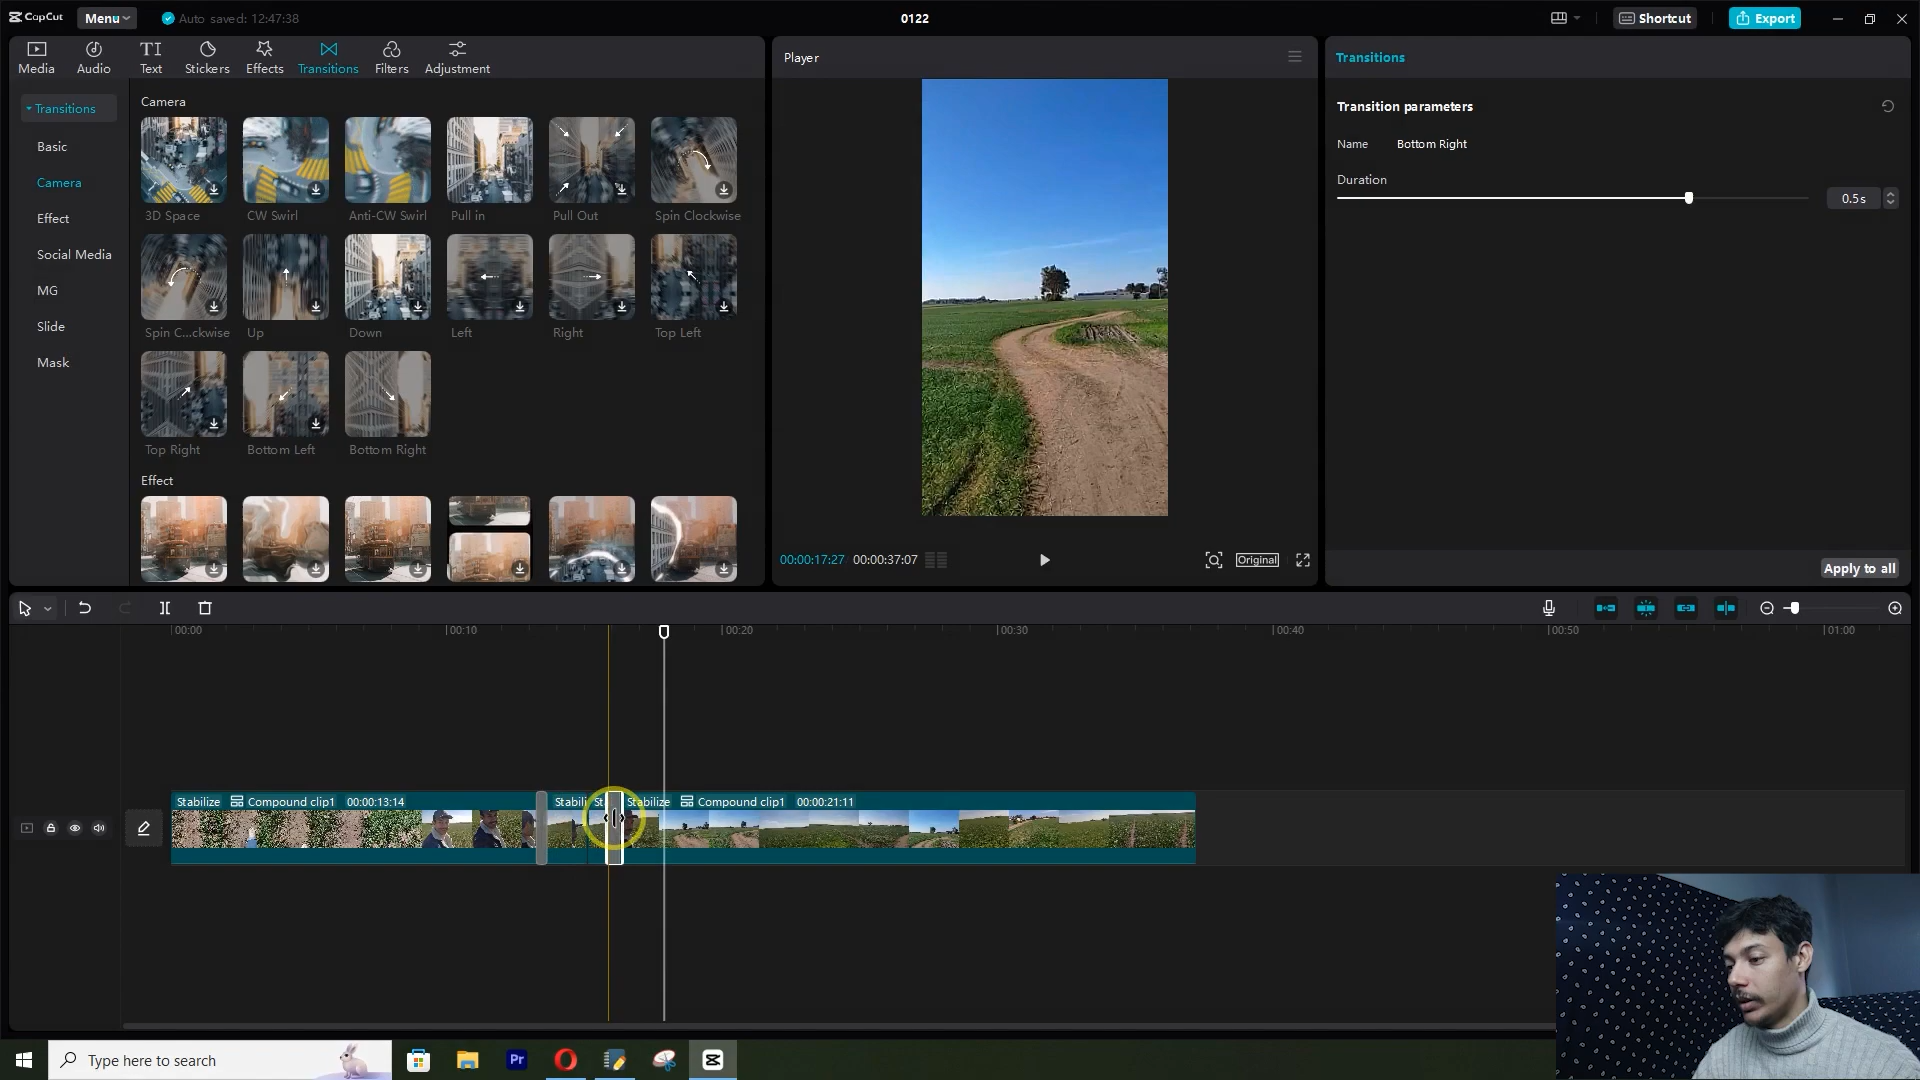 CapCut
Menu
Auto saved: 12:47:38
0122
Shortcut
Export
Media
Audio
TI
Text
Stickers
Effects
Transitions
Filters
Adjustment
Transitions
Basic
Camera
Effect
Social Media
MG
Slide
Mask
Camera
3D Space
CW Swirl
Anti-CW Swirl
Pull in
Pull Out
Spin Clockwise
Spin C...ckwise
Up
Down
Left
Right
Top Left
Top Right
Bottom Left
Bottom Right
Effect
Player
00:00:17:27
00:00:37:07
Original
Transitions
Transition parameters
Name
Bottom Right
Duration
0.5s
Apply to all
00:00
00:10
00:20
00:30
00:40
00:50
01:00
Stabilize
Compound clip1
00:00:13:14
Stabili
St
Stabilize
Compound clip1
00:00:21:11
Type here to search
Pr